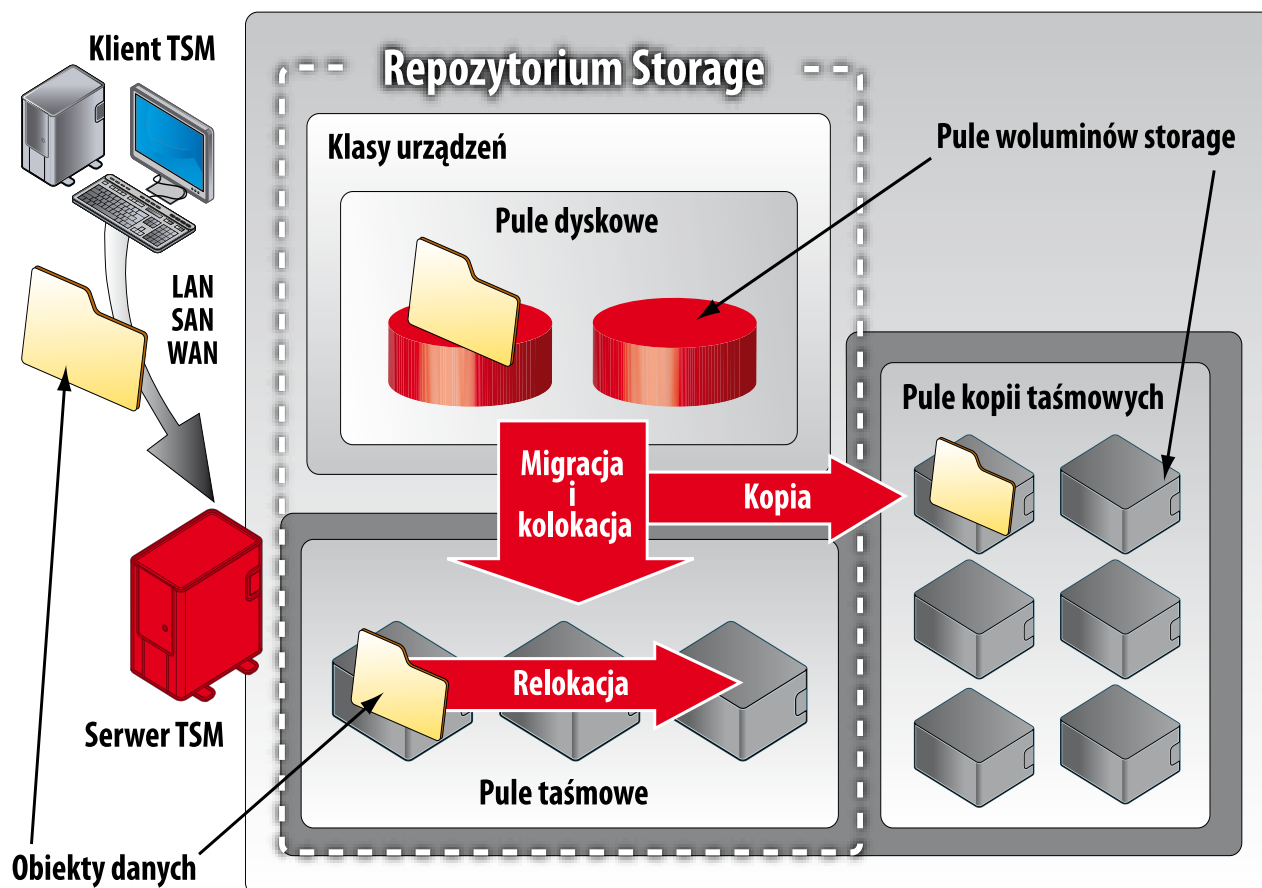 Klient TSM
Repozytorium Storage
Klasy urządzeń
Pule woluminów storage
Pule dyskowe
LAN
SAN
WAN
Pule kopii taśmowych
Migracja
i
kolokacja
Kopia
Relokacja
Serwer TSM
Pule taśmowe
Obiekty danych